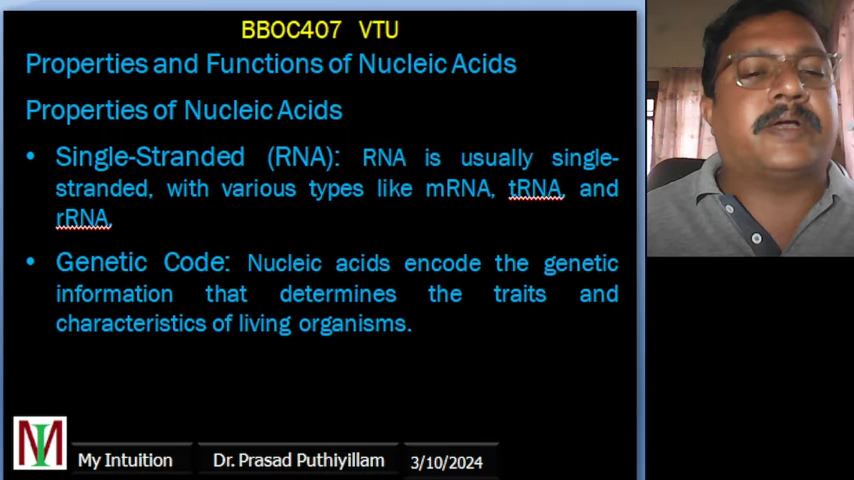 BBOC407 VTU
Properties and Functions of Nucleic Acids
Properties of Nucleic Acids
• Single-Stranded (RNA): RNA is usually single-
stranded, with various types like mRNA, tRNA, and
rRNA.
• Genetic Code: Nucleic acids encode the genetic
information that determines the traits and
characteristics of living organisms.
MI
My Intuition
Dr. Prasad Puthiyillam
3/10/2024